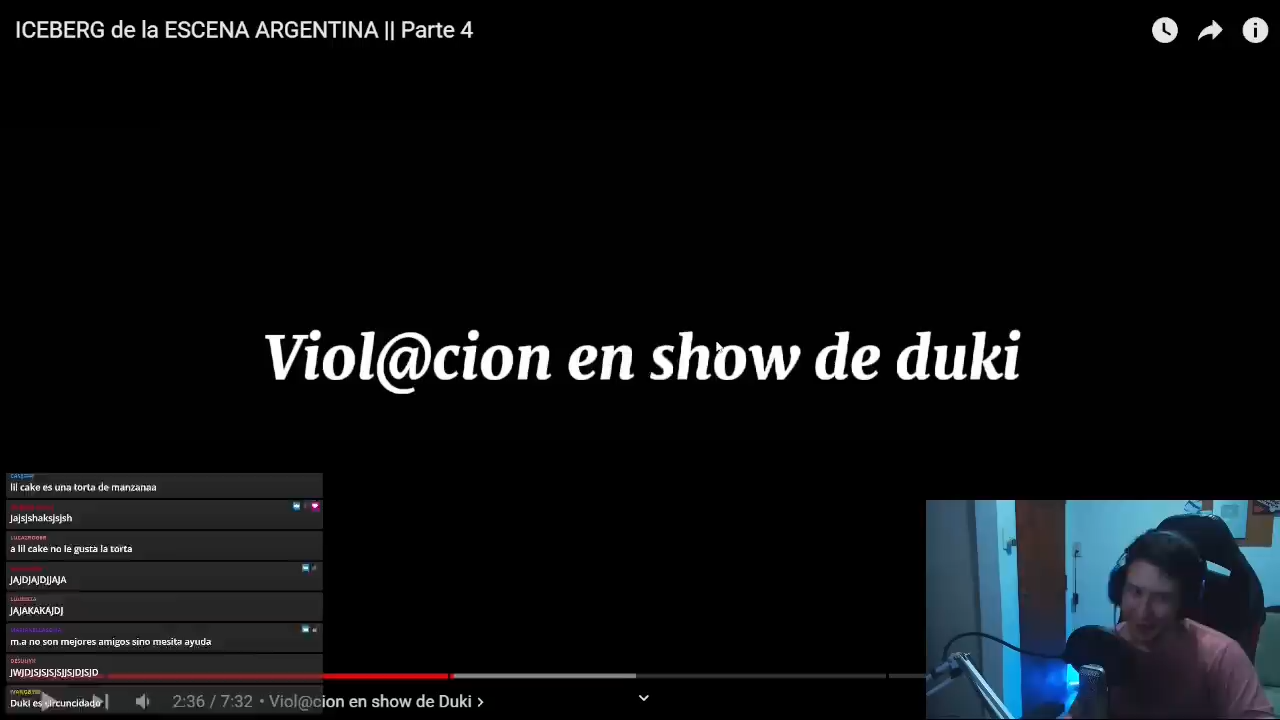 ICEBERG de la ESCENA ARGENTINA || Parte 4
Viol@cion en show de duki
lil cake es una torta de manzanaa
Jajsjshaksjsjsh
a lil cake no le gusta la torta
JAJDJAJDJJAJA
JAJAKAKAJDJ
m.a no son mejores amigos sino mesita ayuda
JWJDJSJSJSJSJJSJDJSJD
Duki es circuncidado
2:36 / 7:32 • Viol@cion en show de Duki >